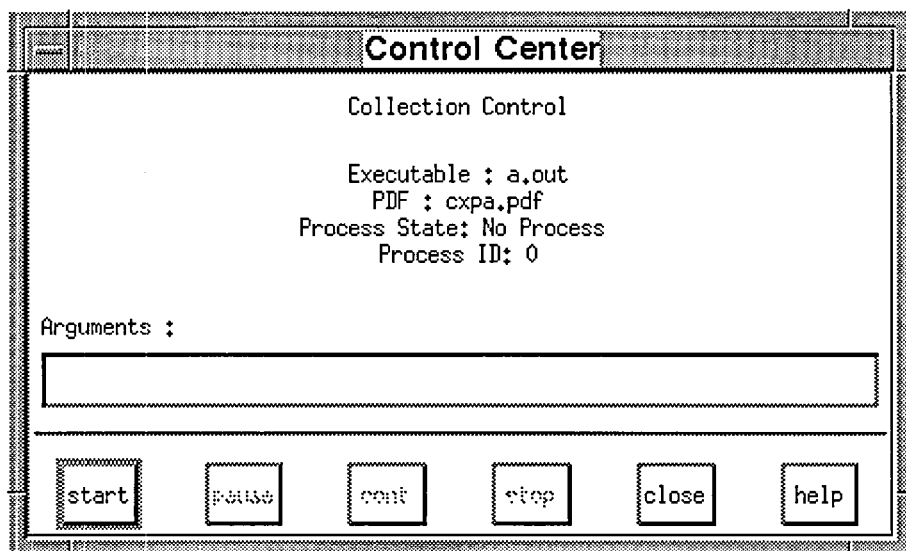 Control Center
Collection Control
Executable : a.out
PDF : cxpa.pdf
Process State: No Process
Process ID: 0
Arguments :
start pause cont stop close help